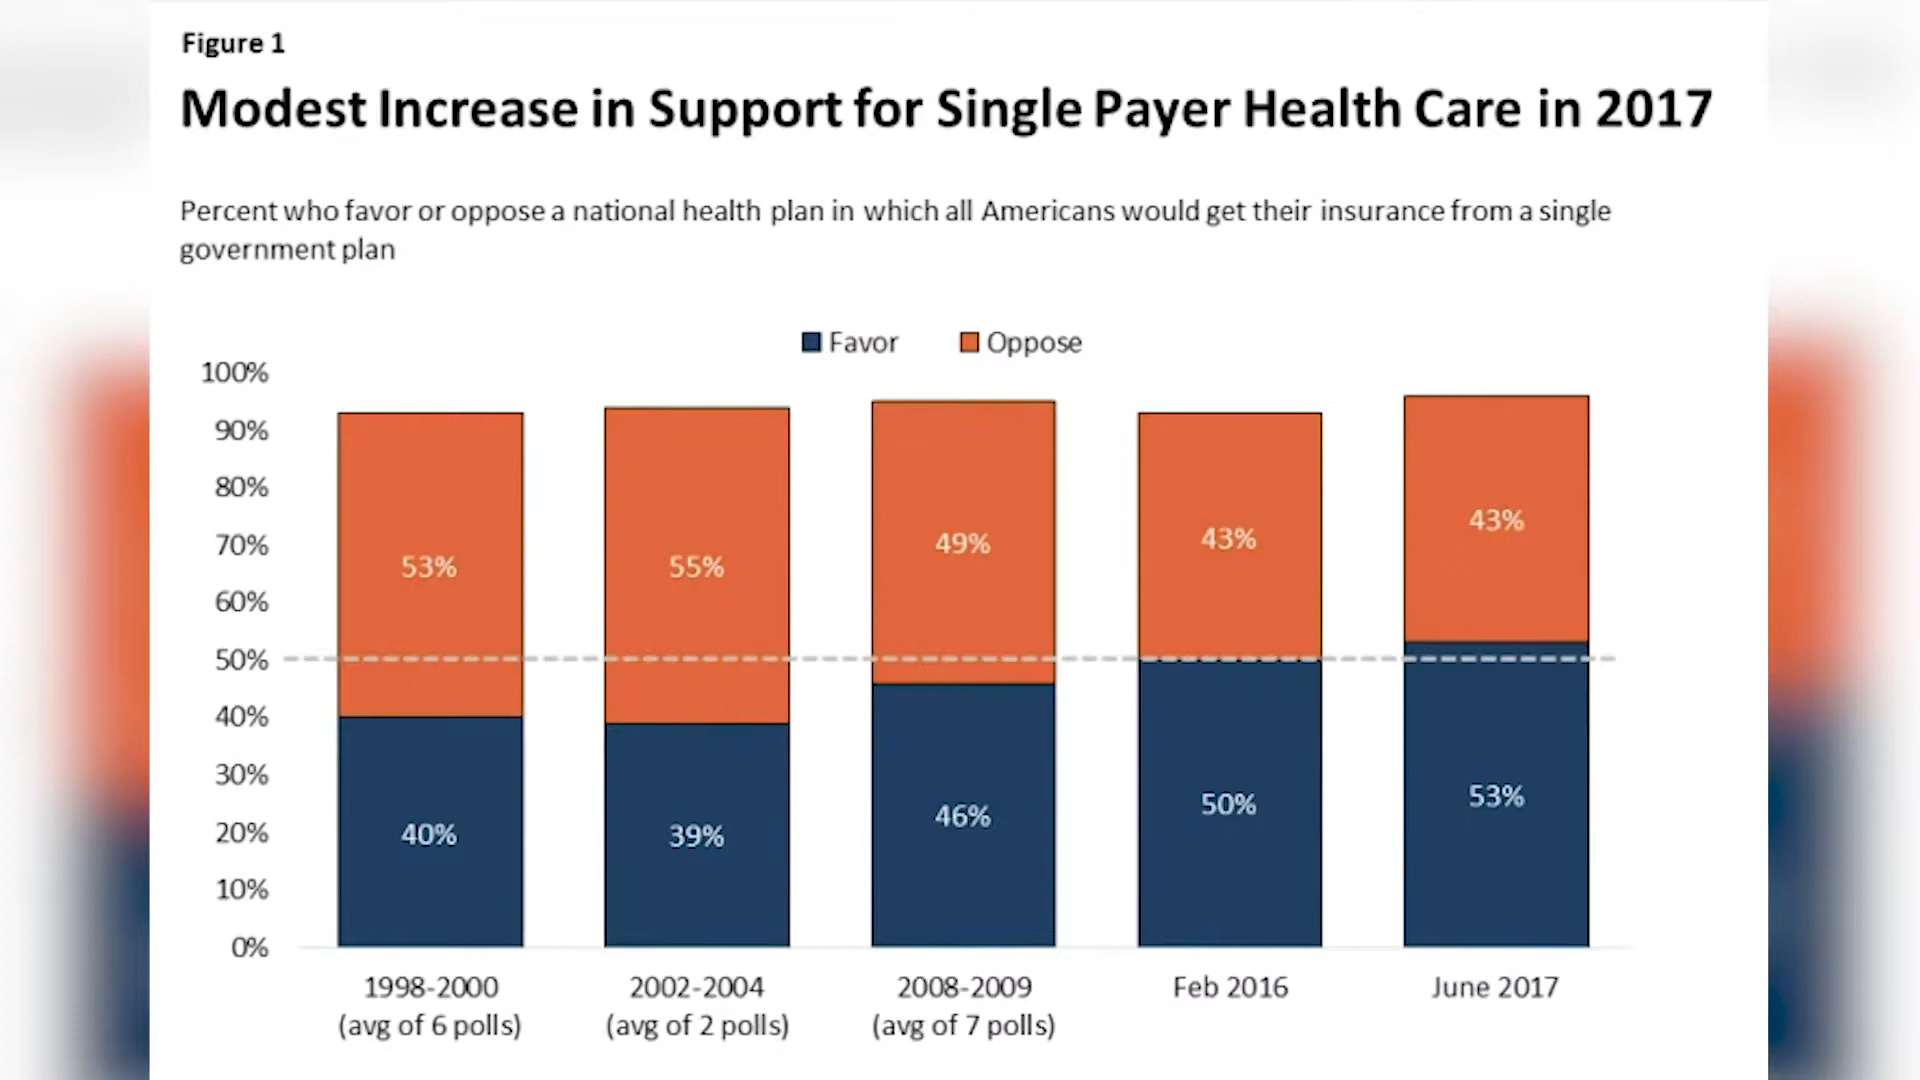 Figure 1
Modest Increase in Support for Single Payer Health Care in 2017
Percent who favor or oppose a national health plan in which all Americans would get their insurance from a single
government plan
Favor Oppose
100%
90%
80%
70%
60%
50%
40%
30%
20%
10%
0%
53% 55% 49% 43% 43%
40% 39% 46% 50% 53%
1998-2000 2002-2004 2008-2009 Feb 2016 June 2017
(avg of 6 polls) (avg of 2 polls) (avg of 7 polls)